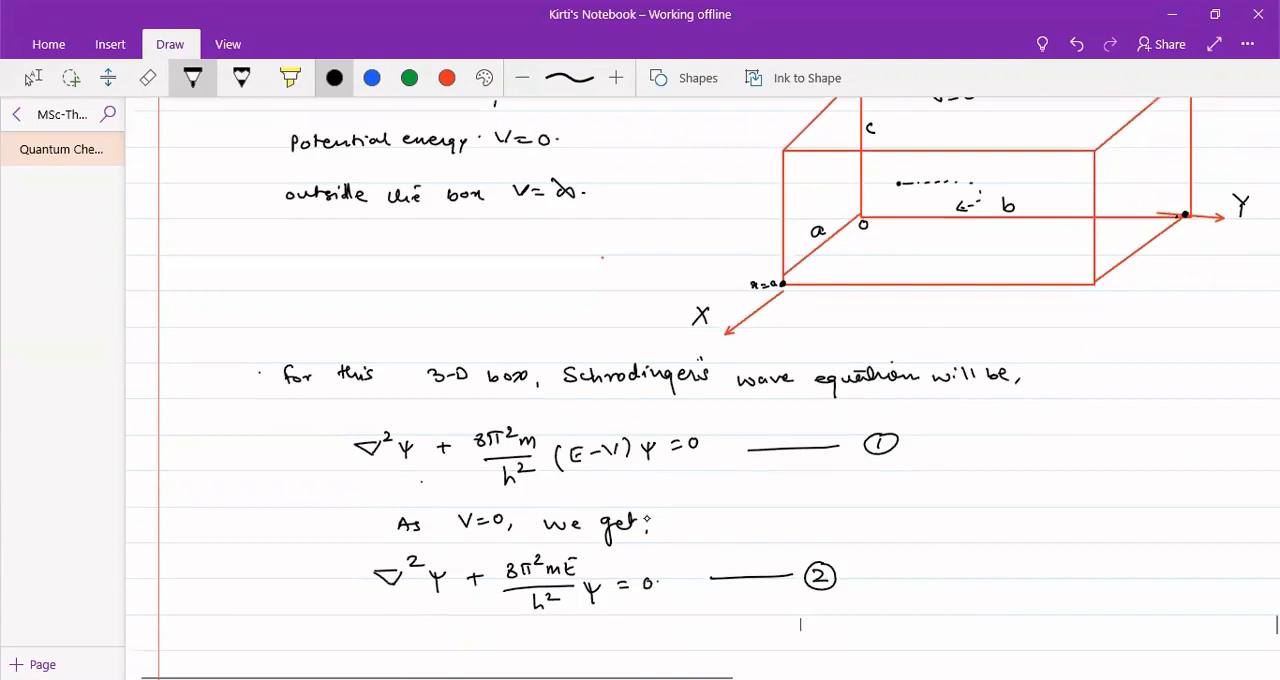 Kirti's Notebook – Working offline
Home Insert Draw View
Share
Shapes Ink to Shape
MSc-Th...
Quantum Che...
c
Potential energy. V=0.
outside the box V=∞.
b
Y
a
0
x=a
X
for this 3-D box, Schrodinger's wave equation will be,
∇²ψ + 8π²m/h² (E-V) ψ = 0 ——— ①
As V=0, we get;
∇²ψ + 8π²mE/h² ψ = 0. ——— ②
+ Page